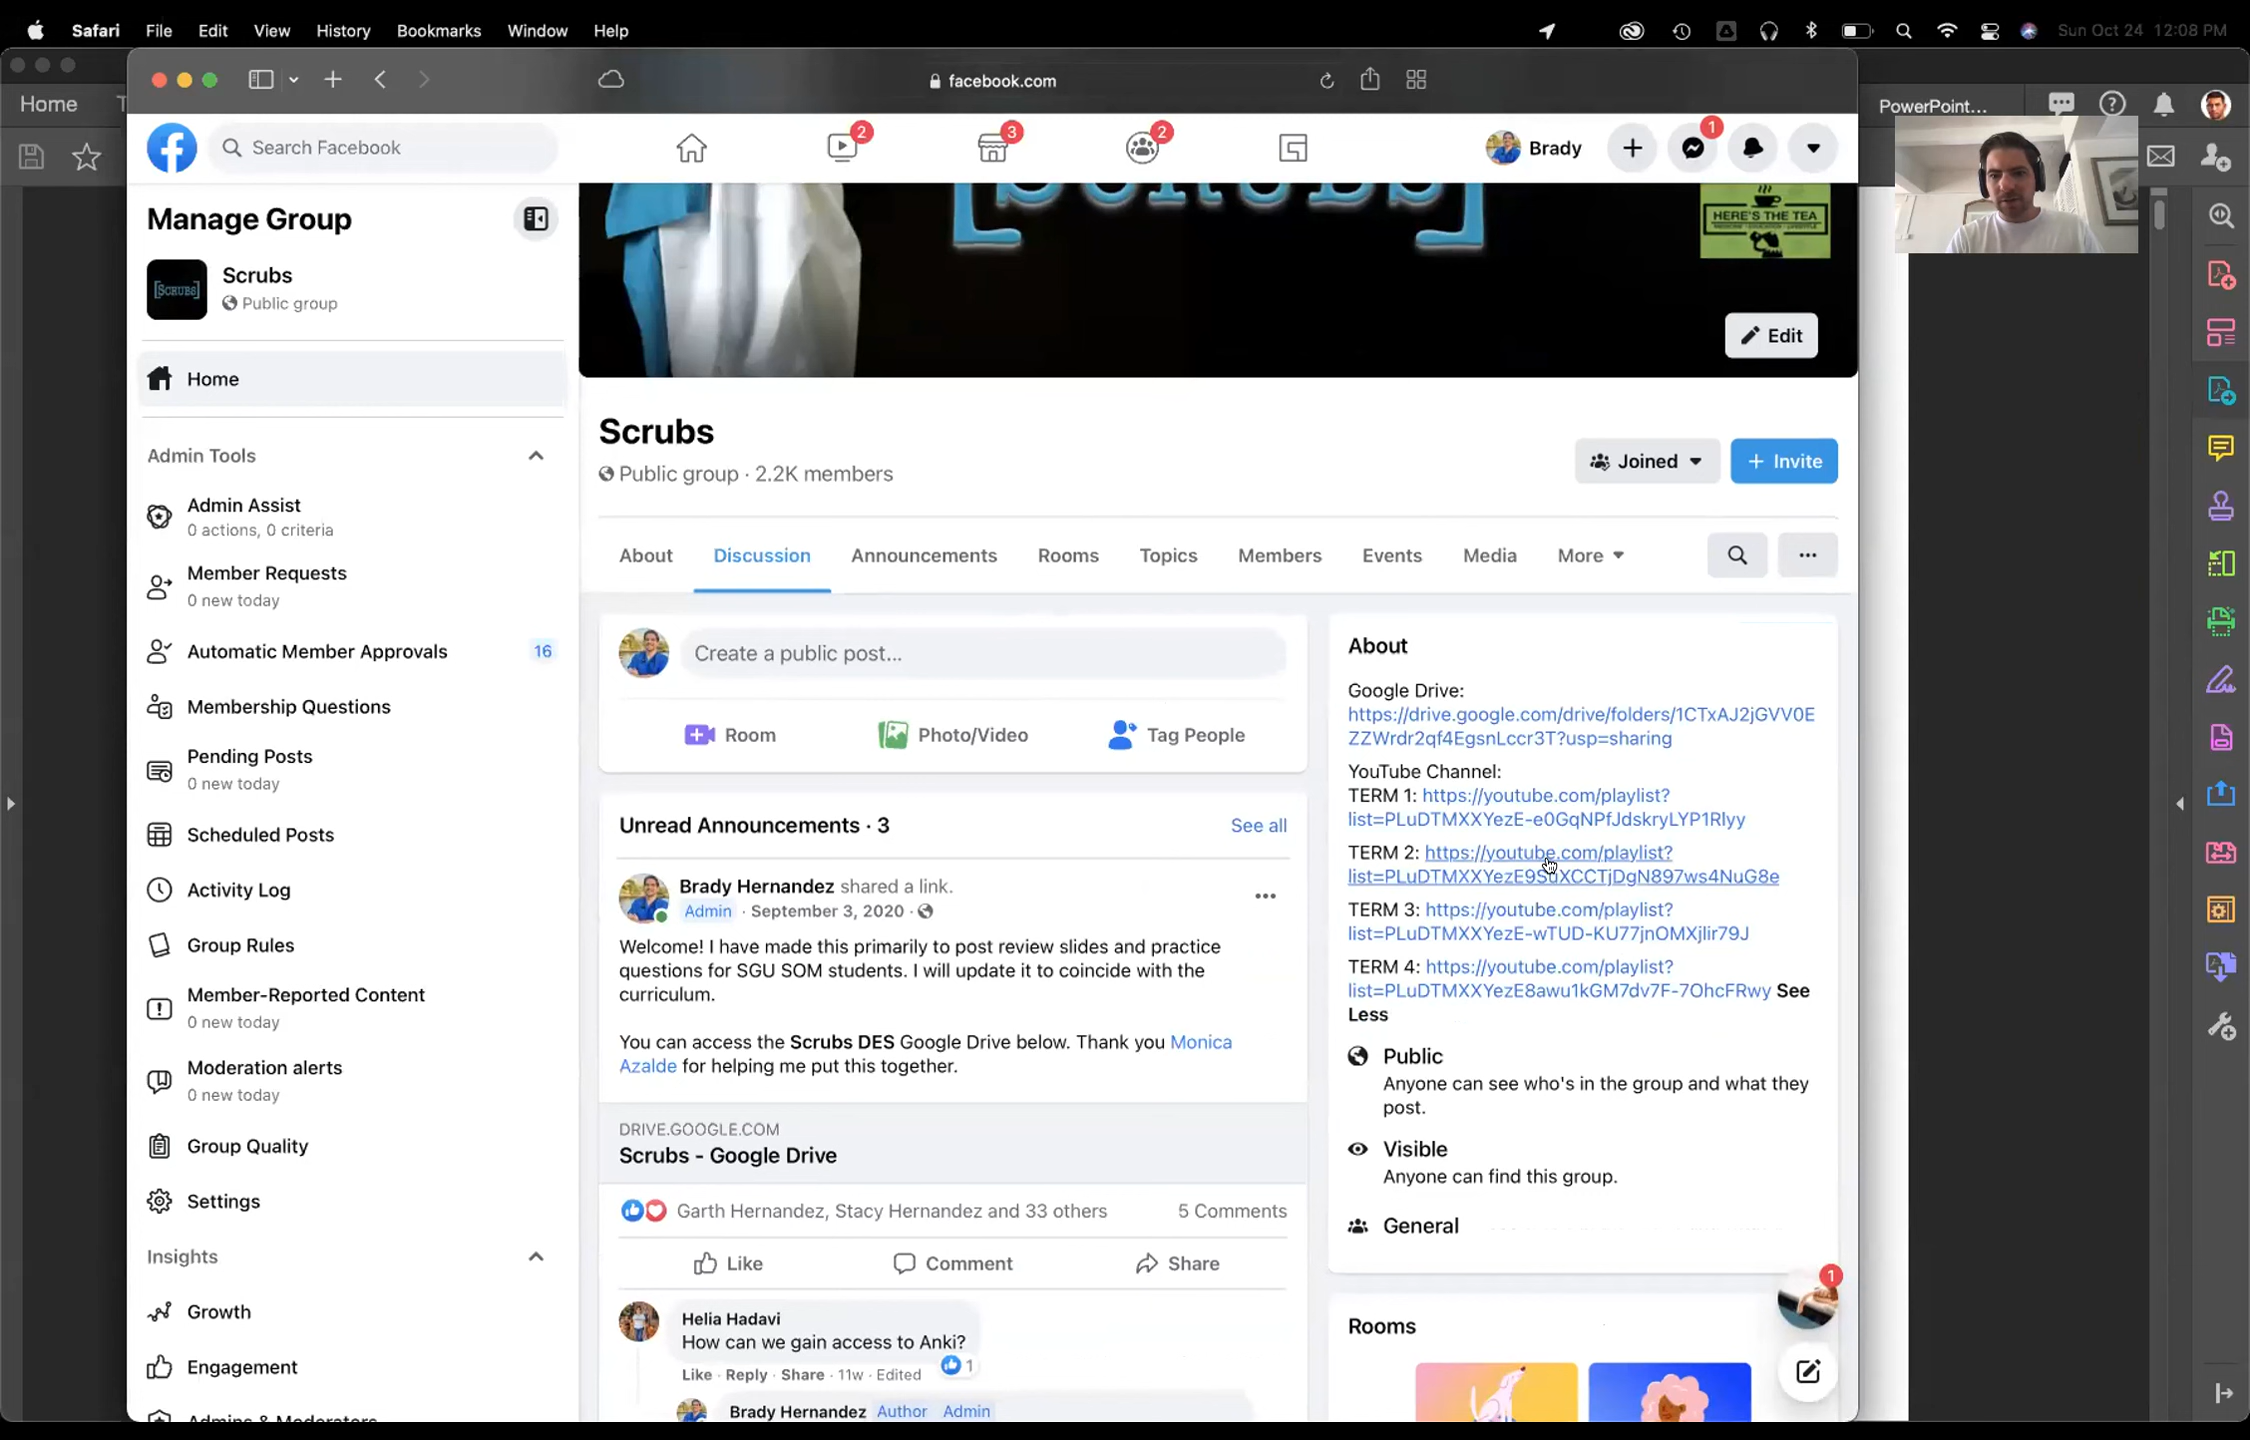 Safari File Edit View History Bookmarks Window Help
Sun Oct 24 12:08 PM
Home
PowerPoint...
facebook.com
Search Facebook
2
3
2
Brady
1
Manage Group
Scrubs
[SCRUBS]
Public group
Home
Admin Tools
Admin Assist
0 actions, 0 criteria
Member Requests
0 new today
Automatic Member Approvals 16
Membership Questions
Pending Posts
0 new today
Scheduled Posts
Activity Log
Group Rules
Member-Reported Content
0 new today
Moderation alerts
0 new today
Group Quality
Settings
Insights
Growth
Engagement
Admins & Moderators
[SCRUBS]
HERE'S THE TEA
Edit
Scrubs
Public group · 2.2K members
Joined
+ Invite
About Discussion Announcements Rooms Topics Members Events Media More
Create a public post...
Room Photo/Video Tag People
Unread Announcements · 3 See all
Brady Hernandez shared a link.
Admin · September 3, 2020 ·
Welcome! I have made this primarily to post review slides and practice
questions for SGU SOM students. I will update it to coincide with the
curriculum.
You can access the Scrubs DES Google Drive below. Thank you Monica
Azalde for helping me put this together.
DRIVE.GOOGLE.COM
Scrubs - Google Drive
Garth Hernandez, Stacy Hernandez and 33 others 5 Comments
Like Comment Share
Helia Hadavi
How can we gain access to Anki?
Like · Reply · Share · 11w · Edited 1
Brady Hernandez Author Admin
About
Google Drive:
https://drive.google.com/drive/folders/1CTxAJ2jGVV0E
ZZWrdr2qf4EgsnLccr3T?usp=sharing
YouTube Channel:
TERM 1: https://youtube.com/playlist?
list=PLuDTMXXYezE-e0GqNPfJdskryLYP1RIyy
TERM 2: https://youtube.com/playlist?
list=PLuDTMXXYezE9SuXCCTjDgN897ws4NuG8e
TERM 3: https://youtube.com/playlist?
list=PLuDTMXXYezE-wTUD-KU77jnOMXjlir79J
TERM 4: https://youtube.com/playlist?
list=PLuDTMXXYezE8awu1kGM7dv7F-7OhcFRwy See
Less
Public
Anyone can see who's in the group and what they
post.
Visible
Anyone can find this group.
General
1
Rooms